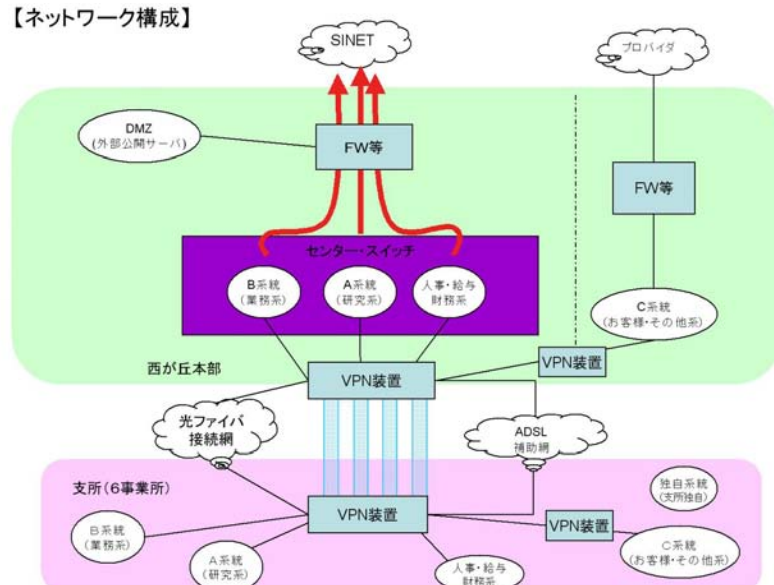 【ネットワーク構成】
SINET
プロバイダ
DMZ
(外部公開サーバ)
FW等
FW等
センター・スイッチ
B系統
(業務系)
A系統
(研究系)
人事・給与
財務系
C系統
(お客様・その他系)
西が丘本部
VPN装置
VPN装置
光ファイバ
接続網
ADSL
補助網
支所(6事業所)
独自系統
(支所独自)
B系統
(業務系)
VPN装置
VPN装置
A系統
(研究系)
人事・給与
財務系
C系統
(お客様・その他系)